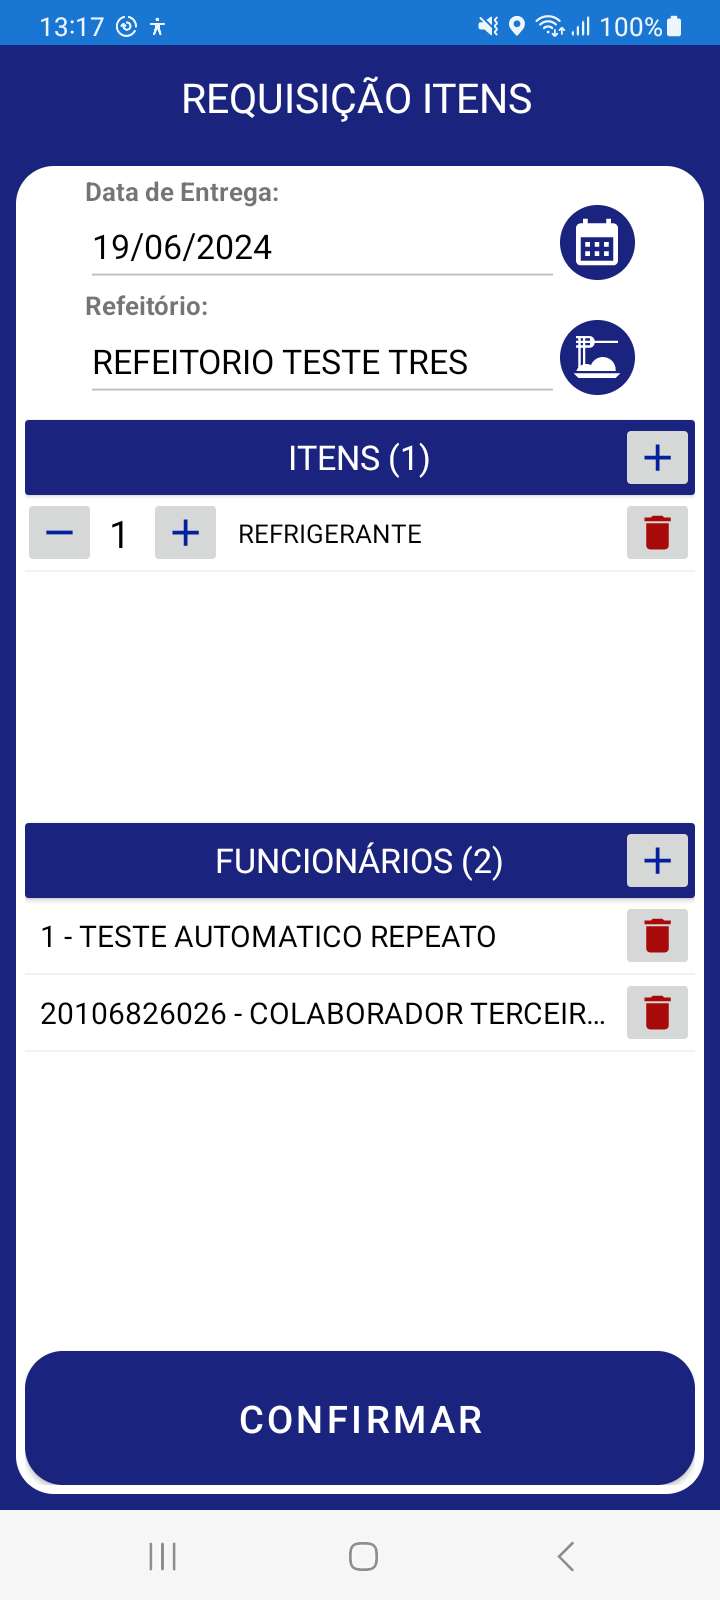 13:17
100%
REQUISIÇÃO ITENS
Data de Entrega:
19/06/2024
Refeitório:
REFEITORIO TESTE TRES
ITENS (1)
1 REFRIGERANTE
FUNCIONÁRIOS (2)
1 - TESTE AUTOMATICO REPEATO
20106826026 - COLABORADOR TERCEIR...
CONFIRMAR